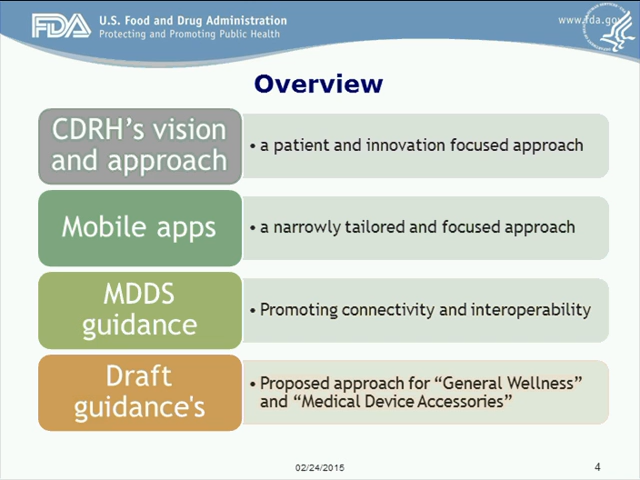 FDA
U.S. Food and Drug Administration
Protecting and Promoting Public Health
www.fda.gov
Overview
CDRH's vision
and approach
• a patient and innovation focused approach
Mobile apps
• a narrowly tailored and focused approach
MDDS
guidance
• Promoting connectivity and interoperability
Draft
guidance's
• Proposed approach for “General Wellness”
and “Medical Device Accessories”
02/24/2015
4